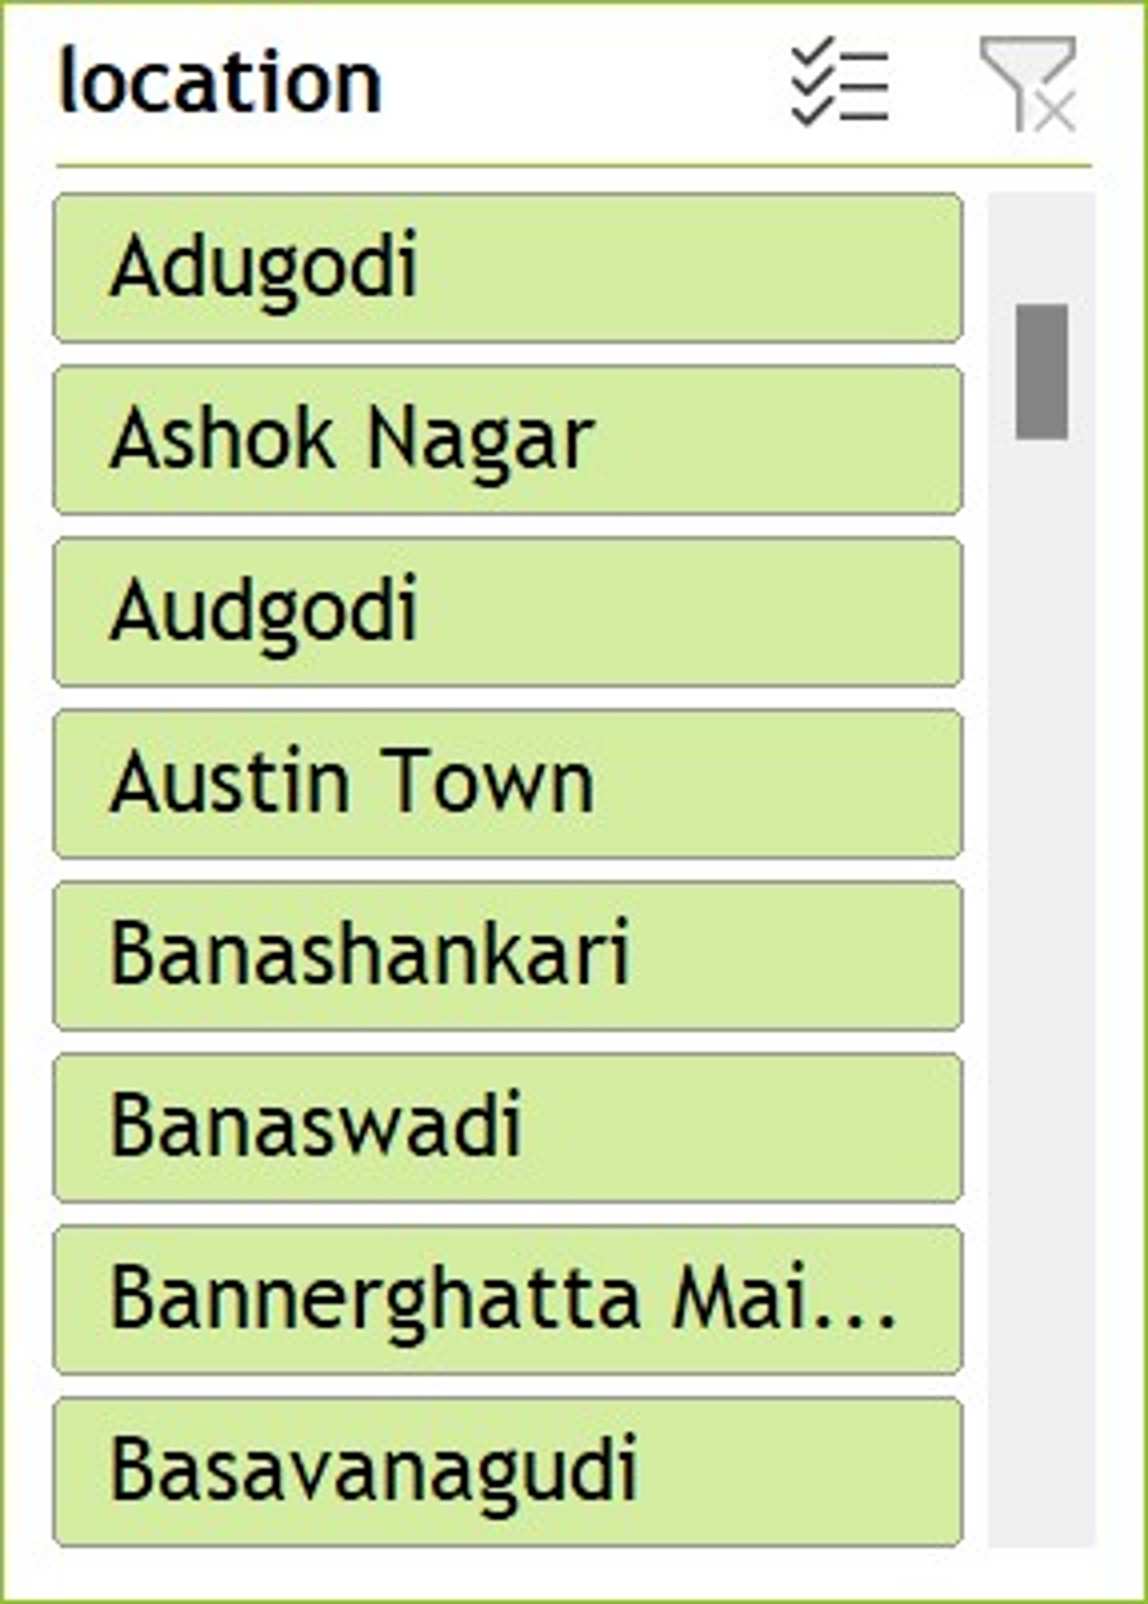 location
Adugodi
Ashok Nagar
Audgodi
Austin Town
Banashankari
Banaswadi
Bannerghatta Mai...
Basavanagudi